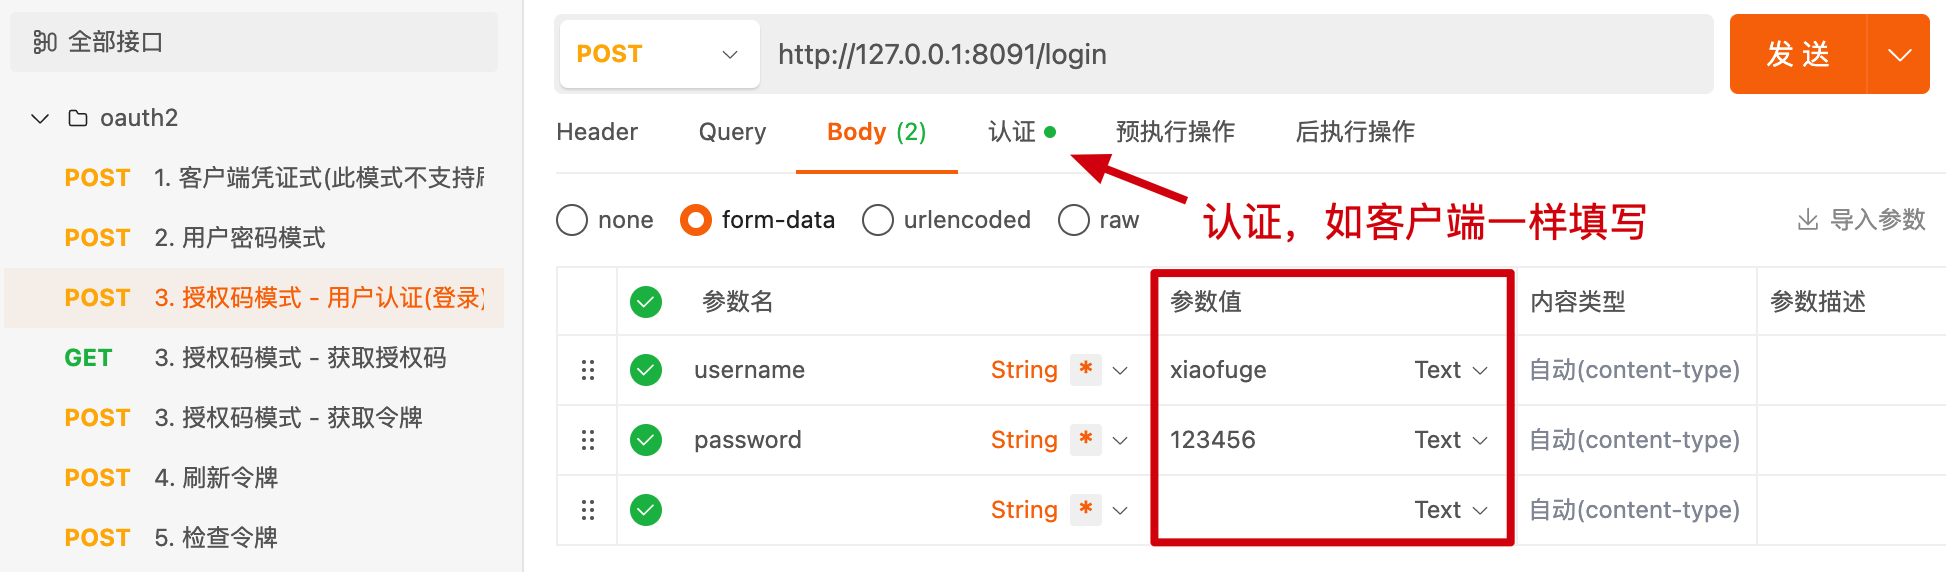 全部接口
oauth2
POST 1. 客户端凭证式(此模式不支持
POST 2. 用户密码模式
POST 3. 授权码模式 - 用户认证(登录)
GET 3. 授权码模式 - 获取授权码
POST 3. 授权码模式 - 获取令牌
POST 4. 刷新令牌
POST 5. 检查令牌
POST http://127.0.0.1:8091/login 发 送
Header Query Body (2) 认证 预执行操作 后执行操作
none form-data urlencoded raw 认证，如客户端一样填写 导入参数
参数名 参数值 内容类型 参数描述
username String * xiaofuge Text 自动(content-type)
password String * 123456 Text 自动(content-type)
String * Text 自动(content-type)